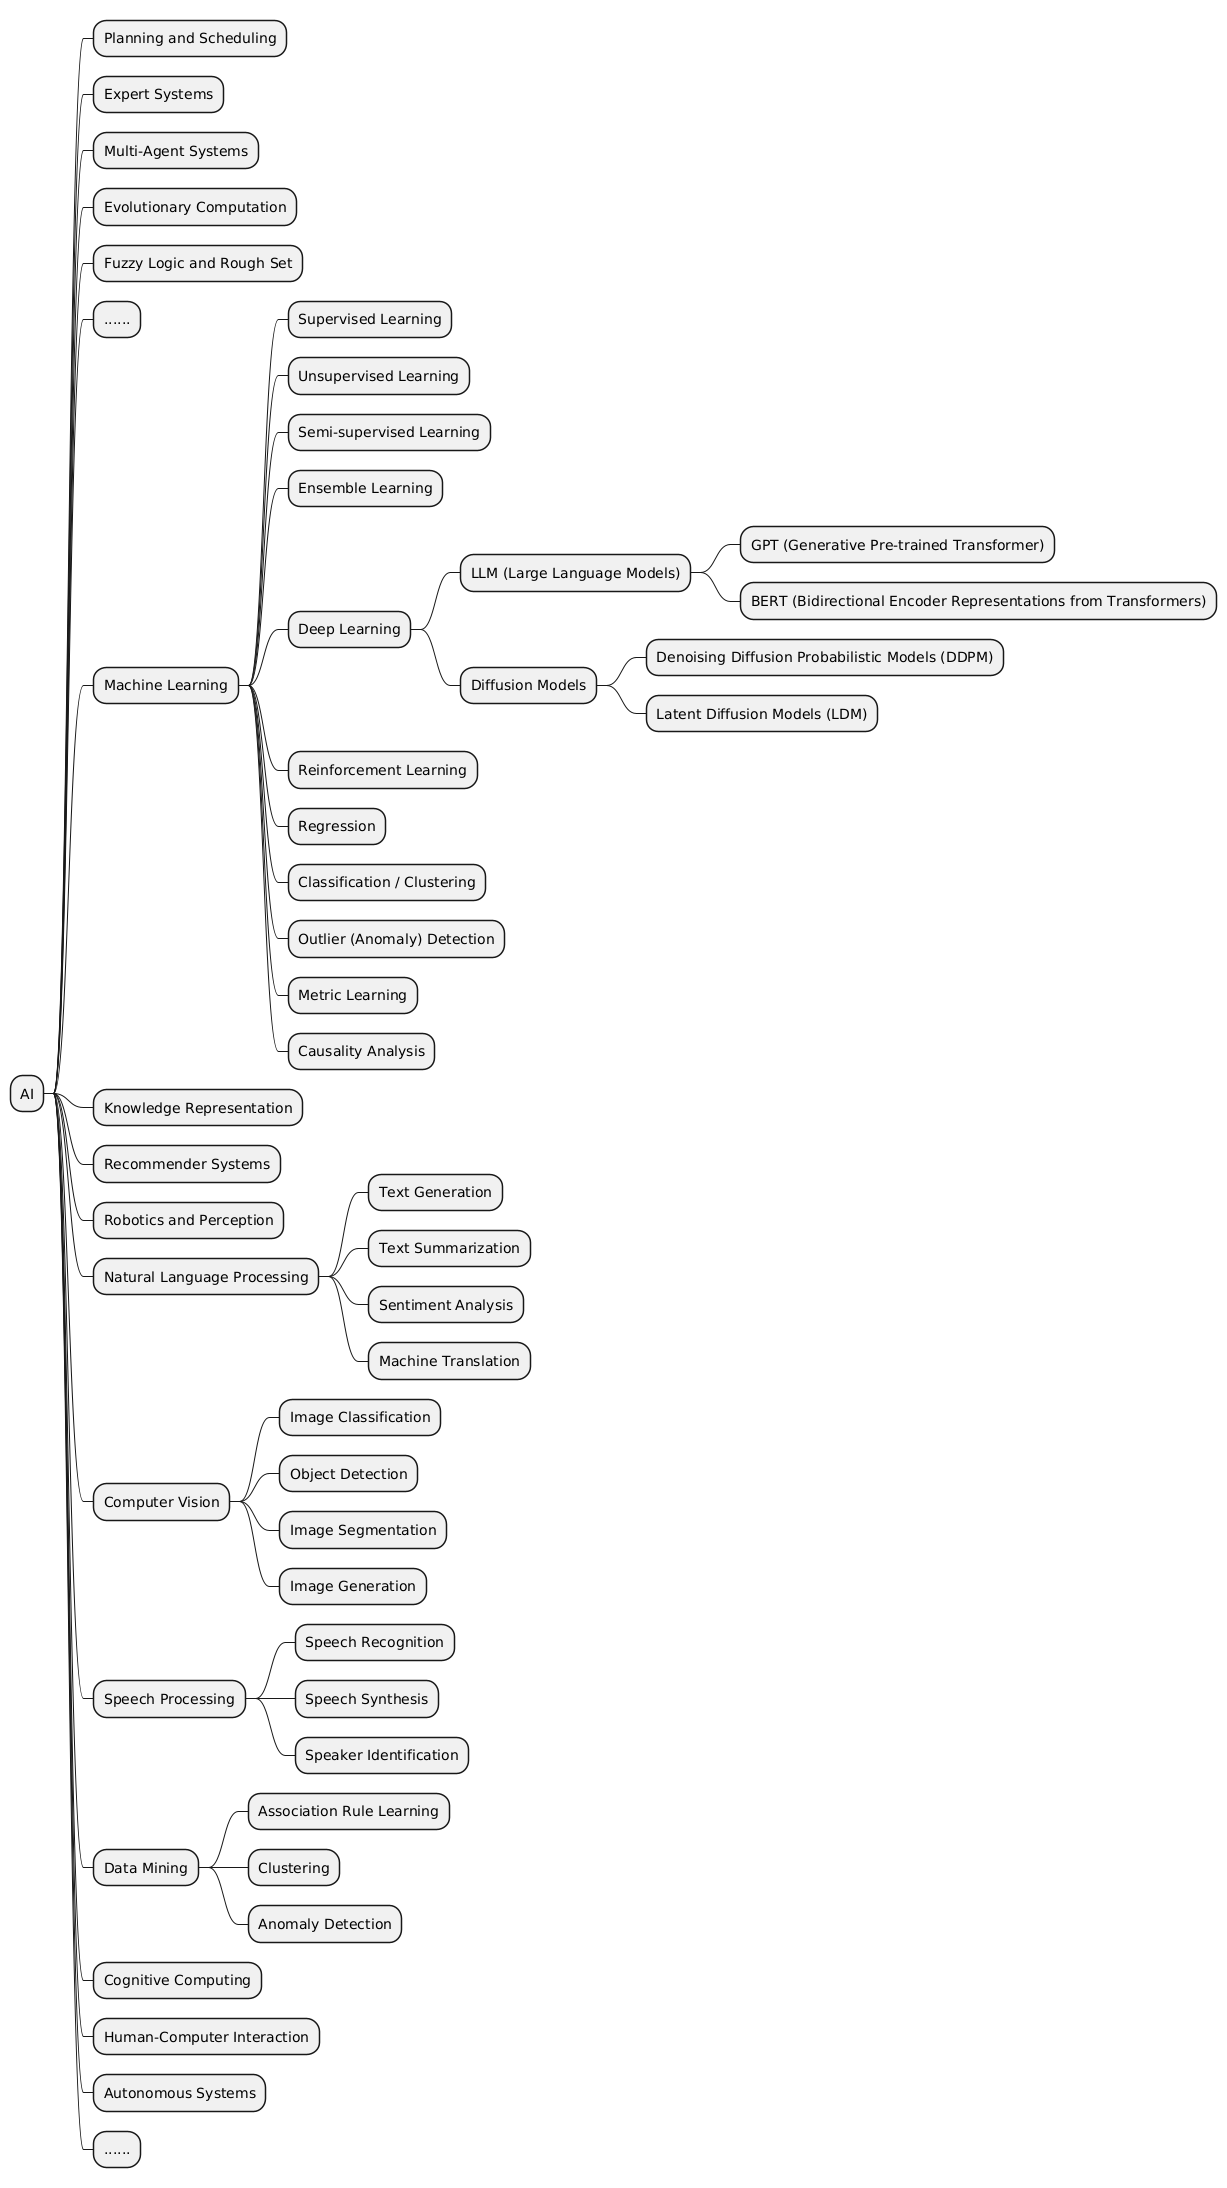 Planning and Scheduling
Expert Systems
Multi-Agent Systems
Evolutionary Computation
Fuzzy Logic and Rough Set
......
Supervised Learning
Unsupervised Learning
Semi-supervised Learning
Ensemble Learning
GPT (Generative Pre-trained Transformer)
LLM (Large Language Models)
BERT (Bidirectional Encoder Representations from Transformers)
Deep Learning
Denoising Diffusion Probabilistic Models (DDPM)
Machine Learning
Diffusion Models
Latent Diffusion Models (LDM)
Reinforcement Learning
Regression
Classification / Clustering
Outlier (Anomaly) Detection
Metric Learning
Causality Analysis
AI
Knowledge Representation
Recommender Systems
Robotics and Perception
Text Generation
Text Summarization
Natural Language Processing
Sentiment Analysis
Machine Translation
Image Classification
Object Detection
Computer Vision
Image Segmentation
Image Generation
Speech Recognition
Speech Processing
Speech Synthesis
Speaker Identification
Association Rule Learning
Data Mining
Clustering
Anomaly Detection
Cognitive Computing
Human-Computer Interaction
Autonomous Systems
......